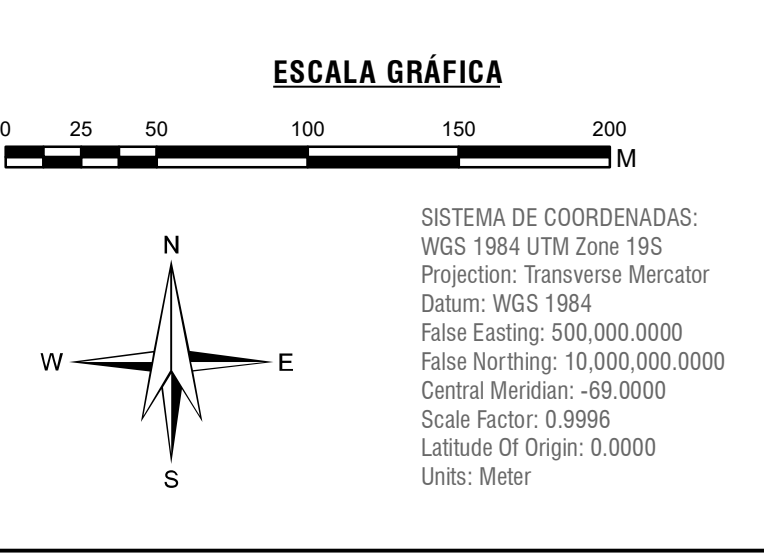 ESCALA GRÁFICA
0 25 50 100 150 200
M
SISTEMA DE COORDENADAS:
WGS 1984 UTM Zone 19S
Projection: Transverse Mercator
Datum: WGS 1984
False Easting: 500,000.0000
False Northing: 10,000,000.0000
Central Meridian: -69.0000
Scale Factor: 0.9996
Latitude Of Origin: 0.0000
Units: Meter
N
W E
S